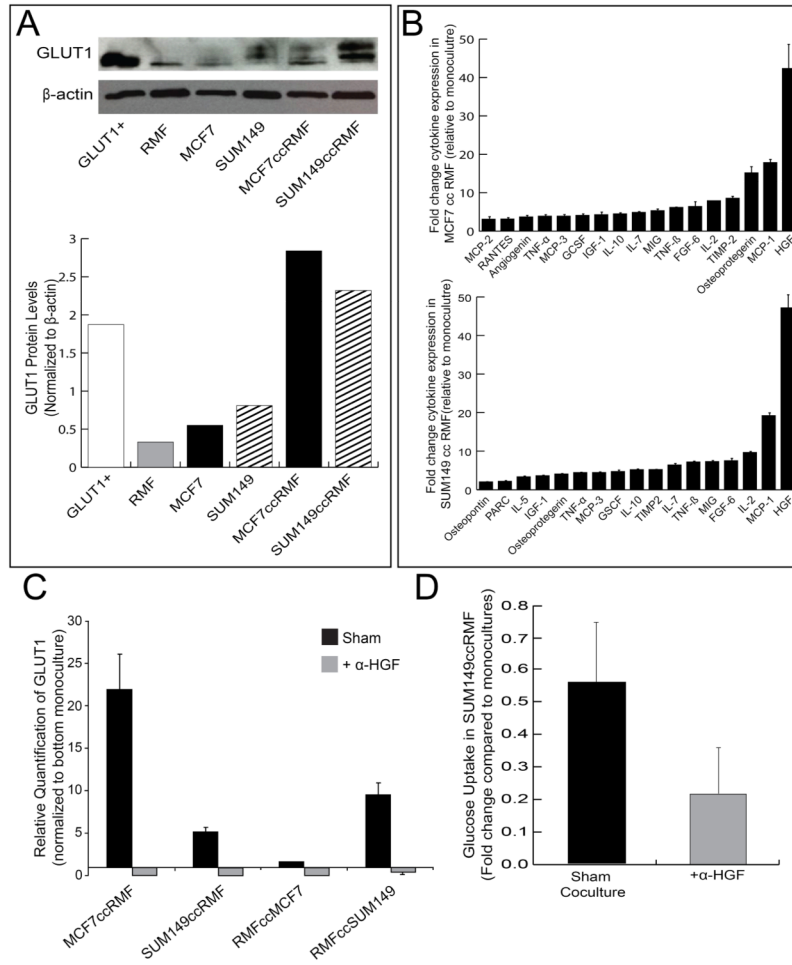 A
GLUT1
β-actin
GLUT1+
RMF
MCF7
SUM149
MCF7ccRMF
SUM149ccRMF
GLUT1 Protein Levels
(Normalized to β-actin)
3
2.5
2
1.5
1
0.5
0
GLUT1+
RMF
MCF7
SUM149
MCF7ccRMF
SUM149ccRMF
B
Fold change cytokine expression in
MCF7 cc RMF (relative to monoculutre)
50
40
30
20
10
0
MCP-2
RANTES
Angiogenin
TNF-α
MCP-3
GCSF
IGF-1
IL-10
IL-7
MIG
TNF-ß
FGF-6
IL-2
TIMP-2
Osteoprotegerin
MCP-1
HGF
Fold change cytokine expression in
SUM149 cc RMF(relative to monoculutre)
50
40
30
20
10
0
Osteopontin
PARC
IL-5
IGF-1
Osteoprotegerin
TNF-α
MCP-3
GSCF
IL-10
TIMP2
IL-7
TNF-ß
MIG
FGF-6
IL-2
MCP-1
HGF
C
Relative Quantification of GLUT1
(normalized to bottom monoculture)
30
25
20
15
10
5
0
Sham
+ α-HGF
MCF7ccRMF
SUM149ccRMF
RMFccMCF7
RMFccSUM149
D
Glucose Uptake in SUM149ccRMF
(Fold change compared to monocultures)
0.8
0.7
0.6
0.5
0.4
0.3
0.2
0.1
0.0
Sham
Coculture
+α-HGF